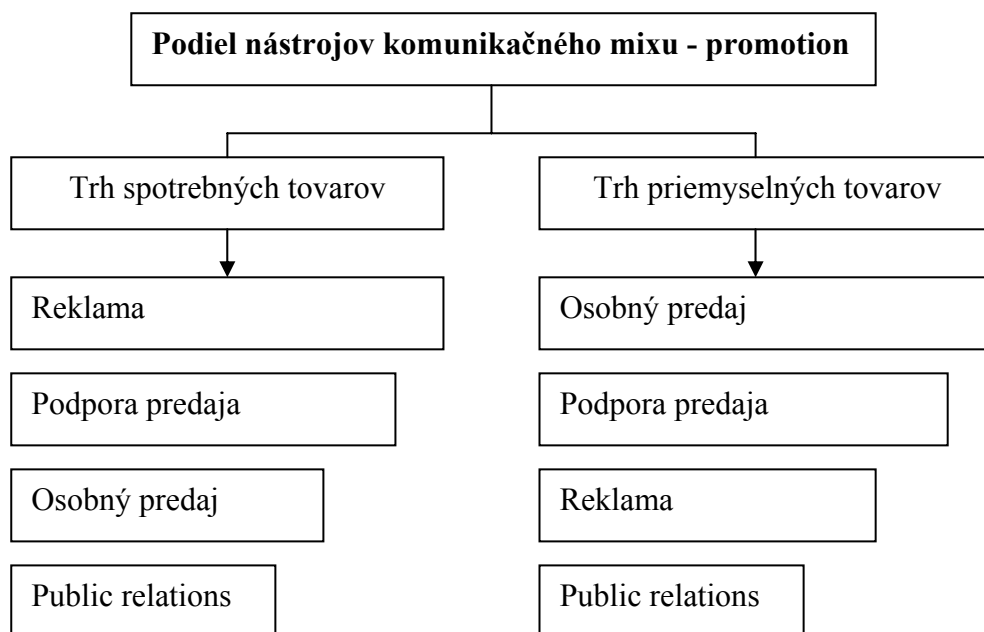 Podiel nástrojov komunikačného mixu - promotion
Trh spotrebných tovarov
Trh priemyselných tovarov
Reklama
Osobný predaj
Podpora predaja
Podpora predaja
Osobný predaj
Reklama
Public relations
Public relations